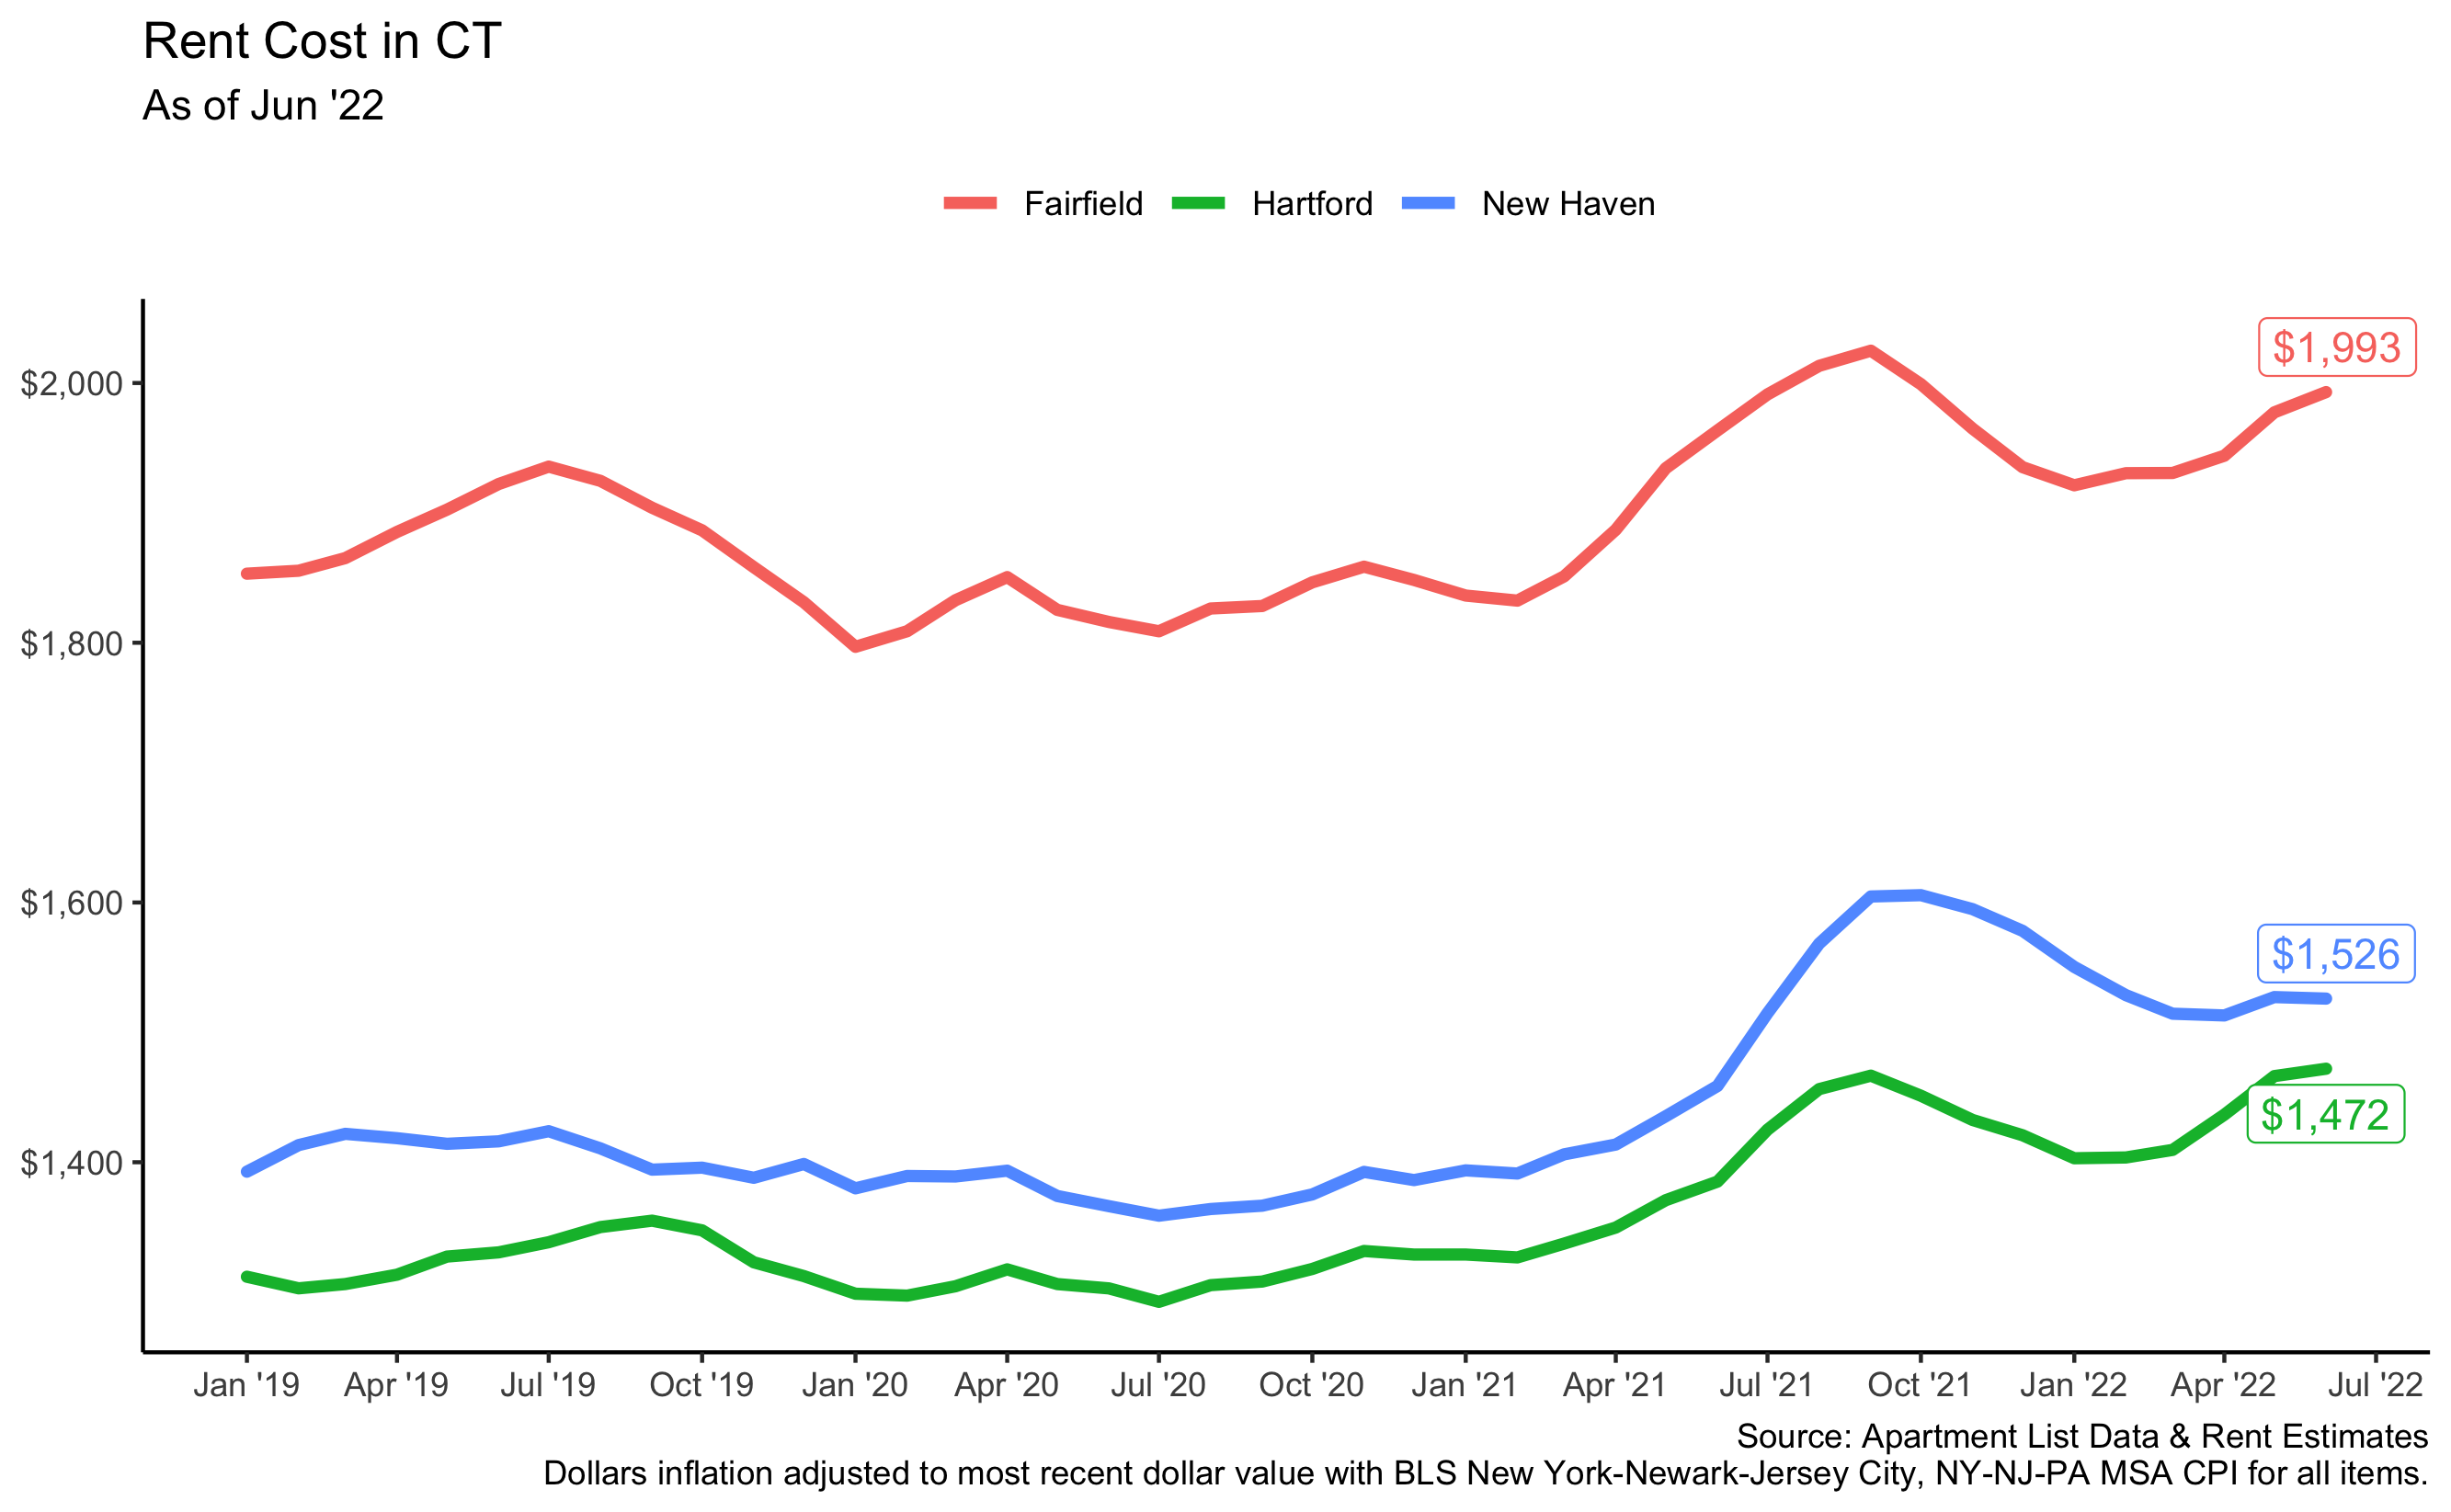 Rent Cost in CT
As of Jun '22
Fairfield Hartford New Haven
$2,000
$1,800
$1,600
$1,400
$1,993
$1,526
$1,472
Jan '19 Apr '19 Jul '19 Oct '19 Jan '20 Apr '20 Jul '20 Oct '20 Jan '21 Apr '21 Jul '21 Oct '21 Jan '22 Apr '22 Jul '22
Source: Apartment List Data & Rent Estimates
Dollars inflation adjusted to most recent dollar value with BLS New York-Newark-Jersey City, NY-NJ-PA MSA CPI for all items.